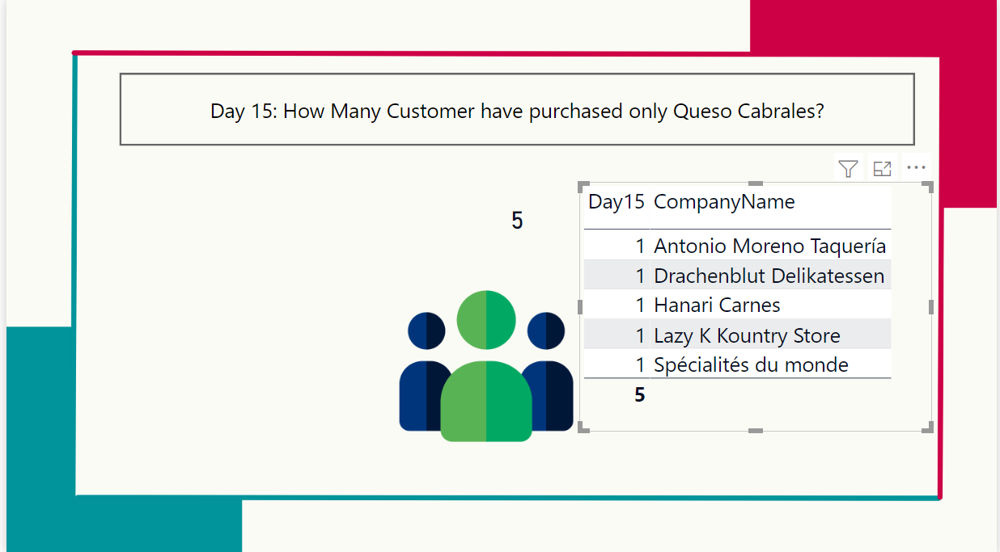 Day 15: How Many Customer have purchased only Queso Cabrales?
5
Day15 CompanyName
1 Antonio Moreno Taquería
1 Drachenblut Delikatessen
1 Hanari Carnes
1 Lazy K Kountry Store
1 Spécialités du monde
5